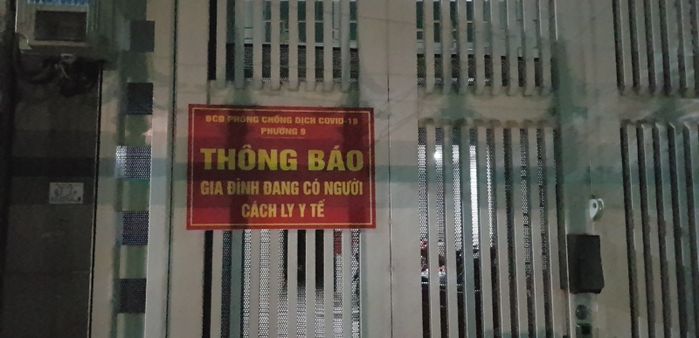 BCĐ PHÒNG CHỐNG DỊCH COVID-19
PHƯỜNG 9
THÔNG BÁO
GIA ĐÌNH ĐANG CÓ NGƯỜI
CÁCH LY Y TẾ